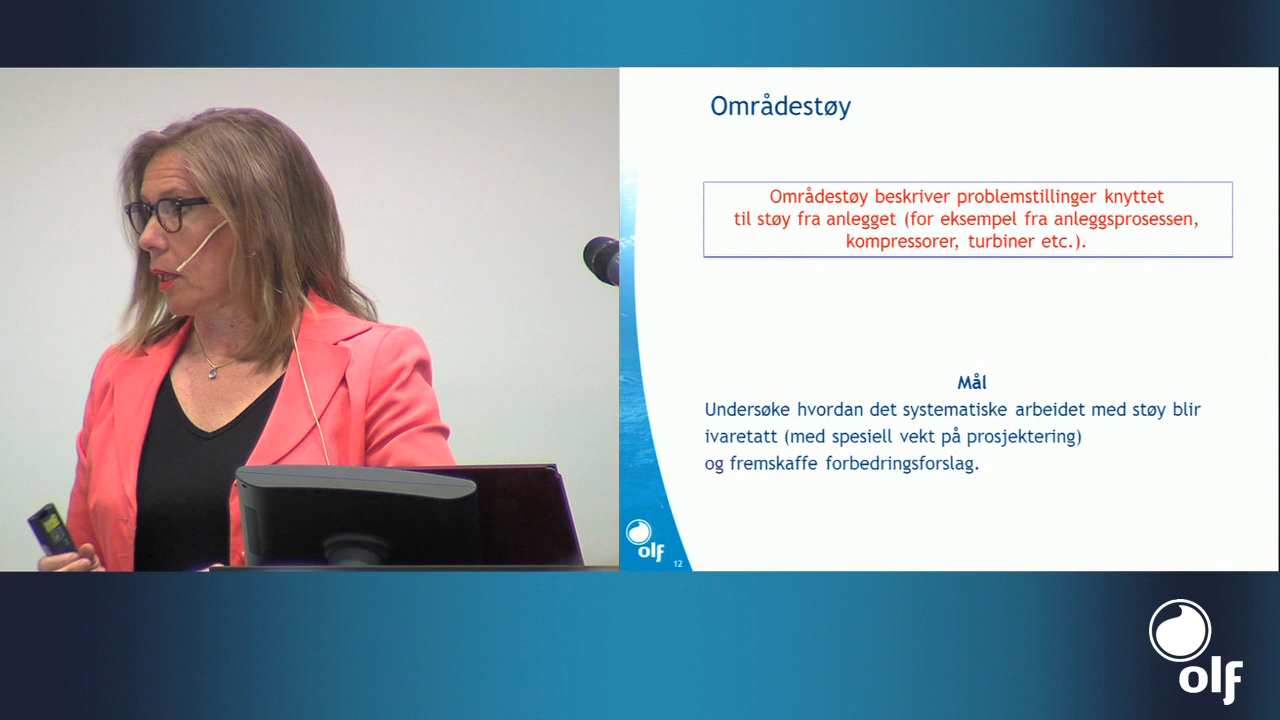 Områdestøy
Områdestøy beskriver problemstillinger knyttet
til støy fra anlegget (for eksempel fra anleggsprosessen,
kompressorer, turbiner etc.).
Mål
Undersøke hvordan det systematiske arbeidet med støy blir
ivaretatt (med spesiell vekt på prosjektering)
og fremskaffe forbedringsforslag.
olf
12
olf